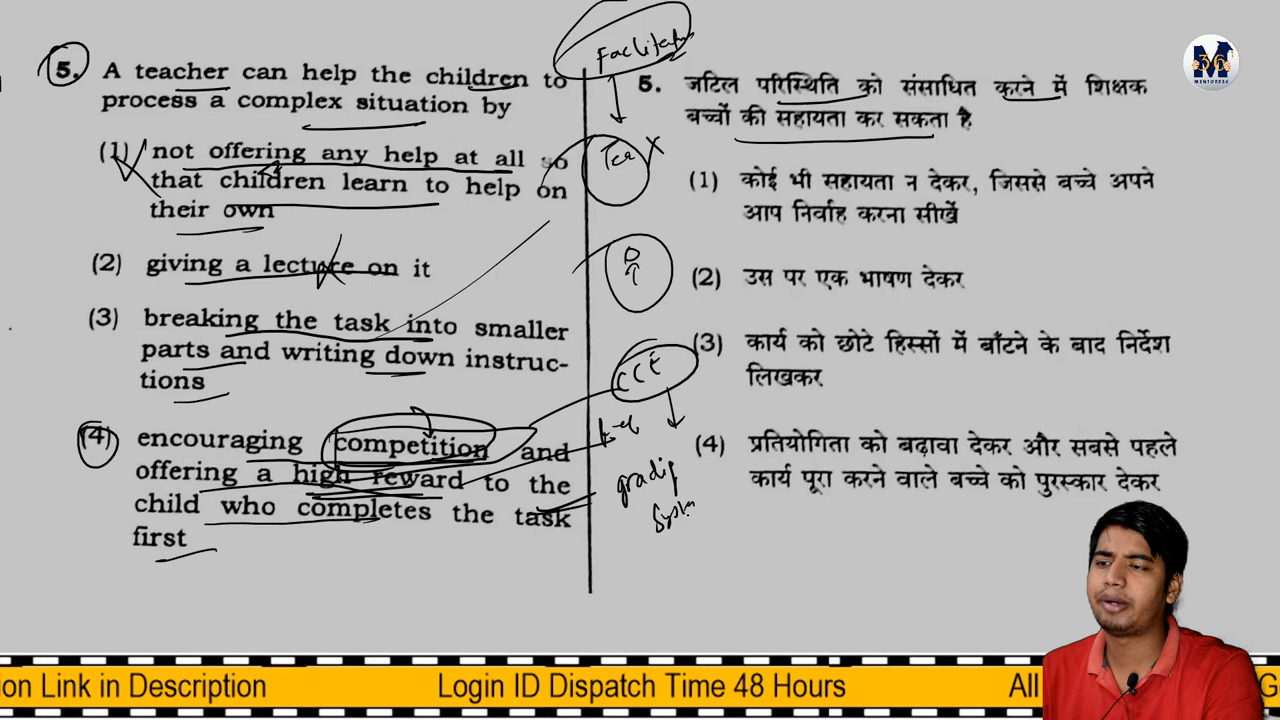 5. A teacher can help the children to
process a complex situation by
(1) not offering any help at all so
that children learn to help on
their own
(2) giving a lecture on it
(3) breaking the task into smaller
parts and writing down instruc-
tions
(4) encouraging competition and
offering a high reward to the
child who completes the task
first
Tea
CCE
grading
System
5. जटिल परिस्थिति को संसाधित करने में शिक्षक
बच्चों की सहायता कर सकता है
(1) कोई भी सहायता न देकर, जिससे बच्चे अपने
आप निर्वाह करना सीखें
(2) उस पर एक भाषण देकर
(3) कार्य को छोटे हिस्सों में बाँटने के बाद निर्देश
लिखकर
(4) प्रतियोगिता को बढ़ावा देकर और सबसे पहले
कार्य पूरा करने वाले बच्चे को पुरस्कार देकर
M
36
MENTORS36
ion Link in Description Login ID Dispatch Time 48 Hours All G